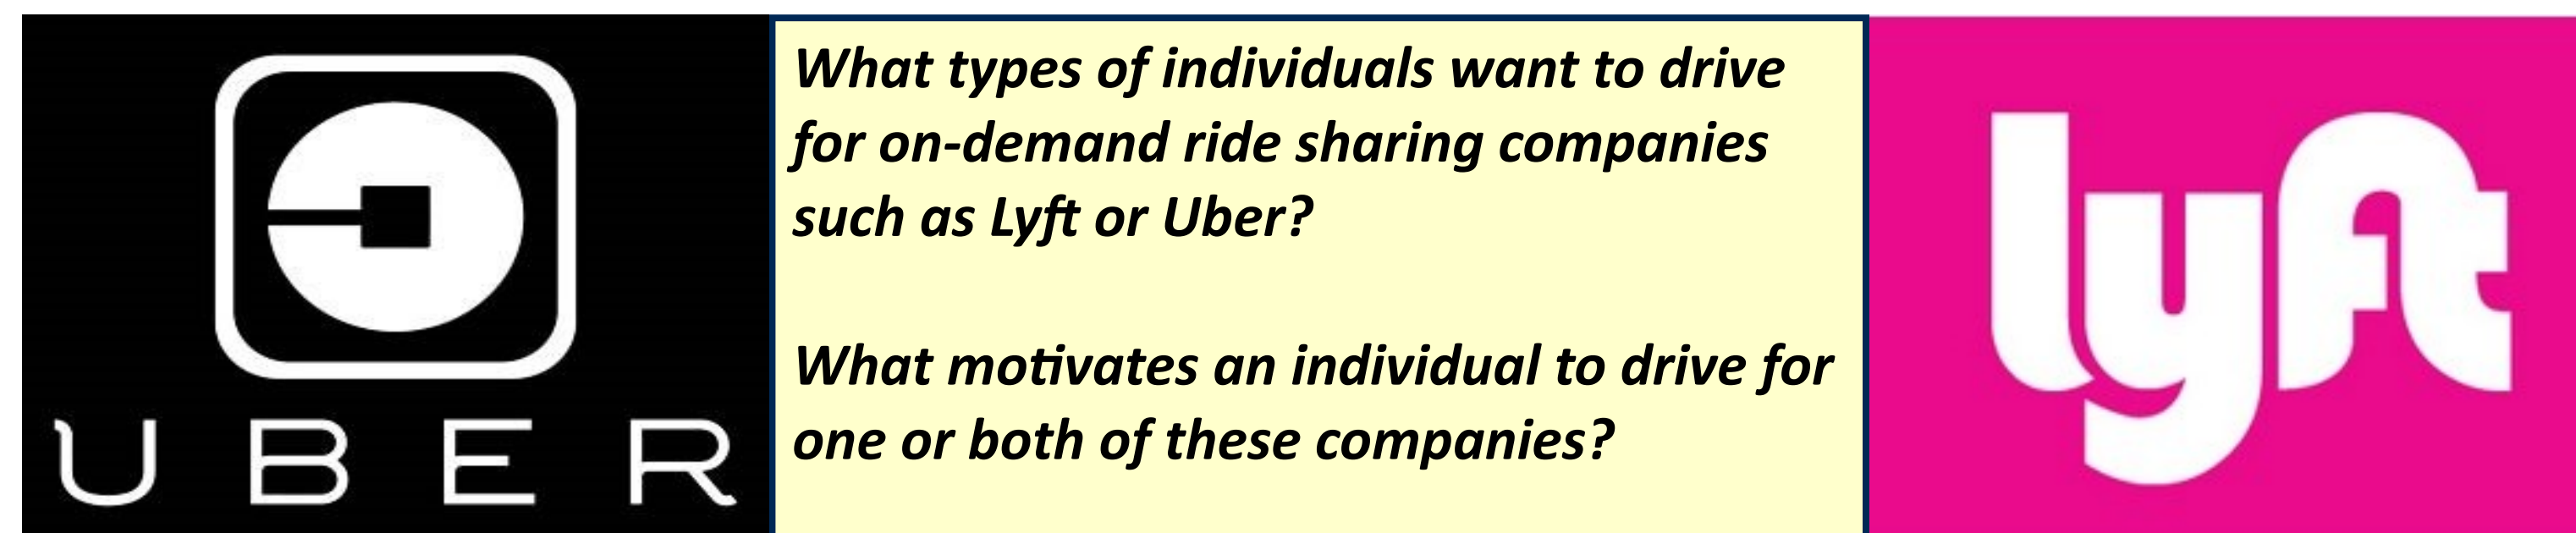 UBER
What types of individuals want to drive
for on-demand ride sharing companies
such as Lyft or Uber?
What motivates an individual to drive for
one or both of these companies?
lyft